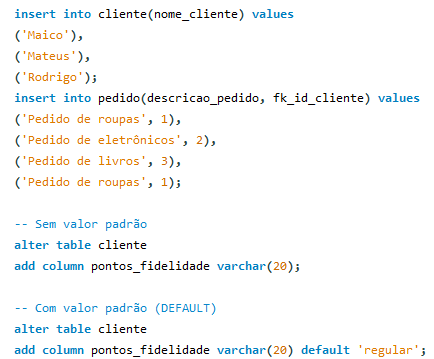 insert into cliente(nome_cliente) values
('Maico'),
('Mateus'),
('Rodrigo');
insert into pedido(descricao_pedido, fk_id_cliente) values
('Pedido de roupas', 1),
('Pedido de eletrônicos', 2),
('Pedido de livros', 3),
('Pedido de roupas', 1);

-- Sem valor padrão
alter table cliente
add column pontos_fidelidade varchar(20);

-- Com valor padrão (DEFAULT)
alter table cliente
add column pontos_fidelidade varchar(20) default 'regular';